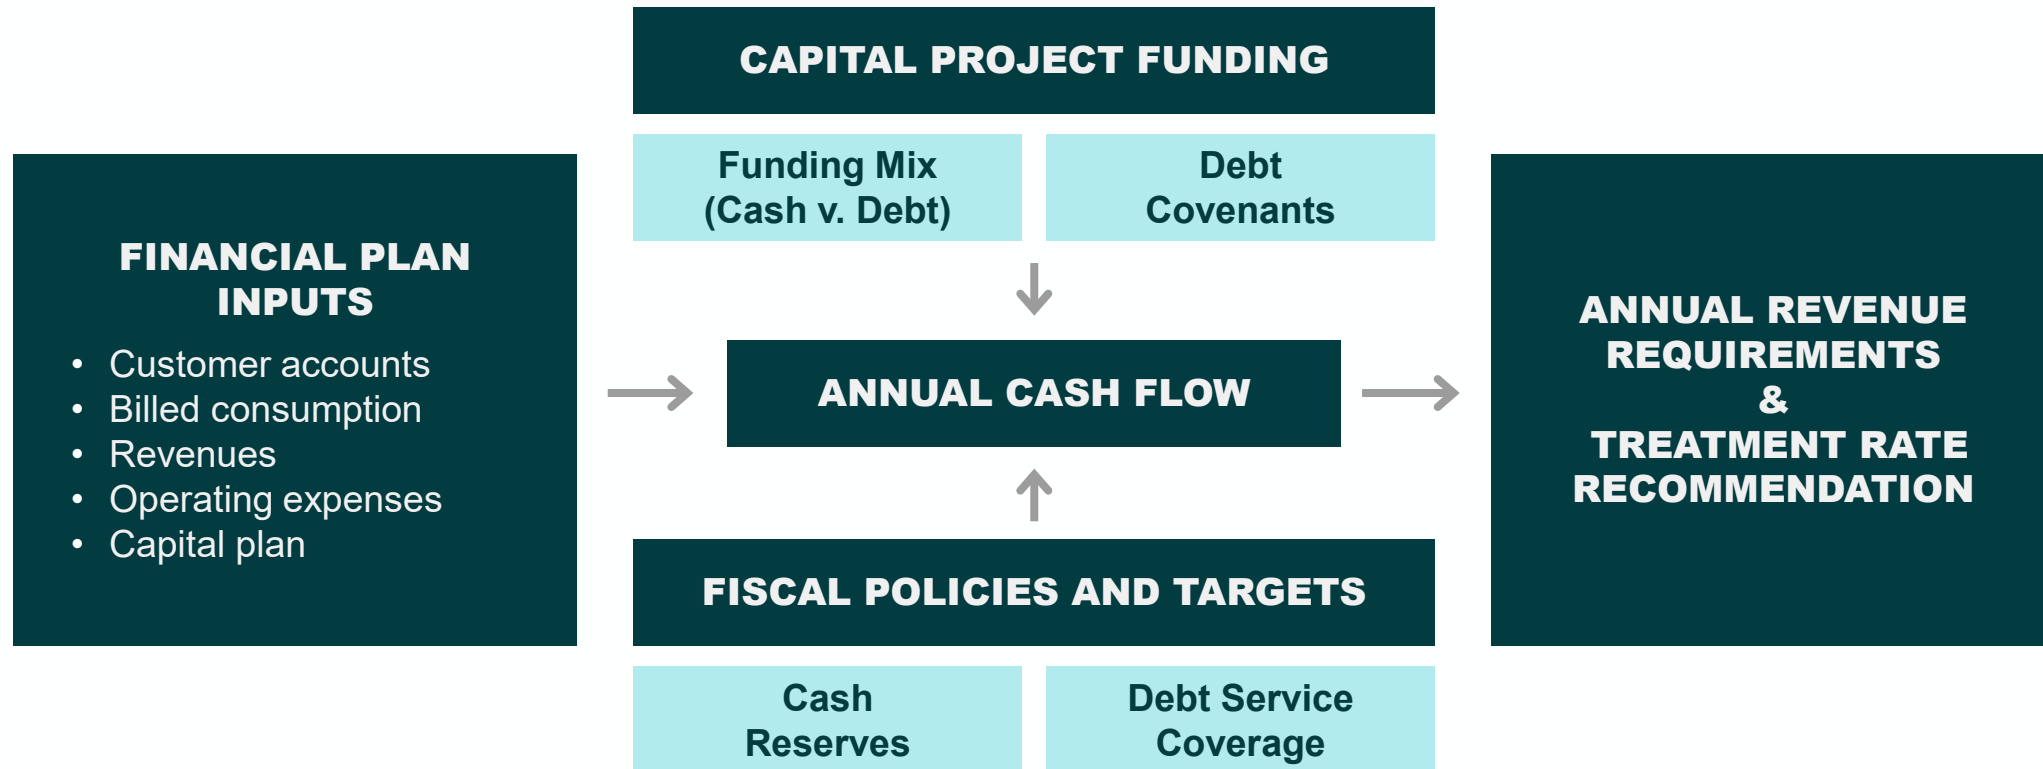 CAPITAL PROJECT FUNDING
Funding Mix
(Cash v. Debt)
Debt
Covenants
FINANCIAL PLAN
INPUTS
• Customer accounts
• Billed consumption
• Revenues
• Operating expenses
• Capital plan
ANNUAL CASH FLOW
FISCAL POLICIES AND TARGETS
Cash
Reserves
Debt Service
Coverage
ANNUAL REVENUE
REQUIREMENTS
&
TREATMENT RATE
RECOMMENDATION